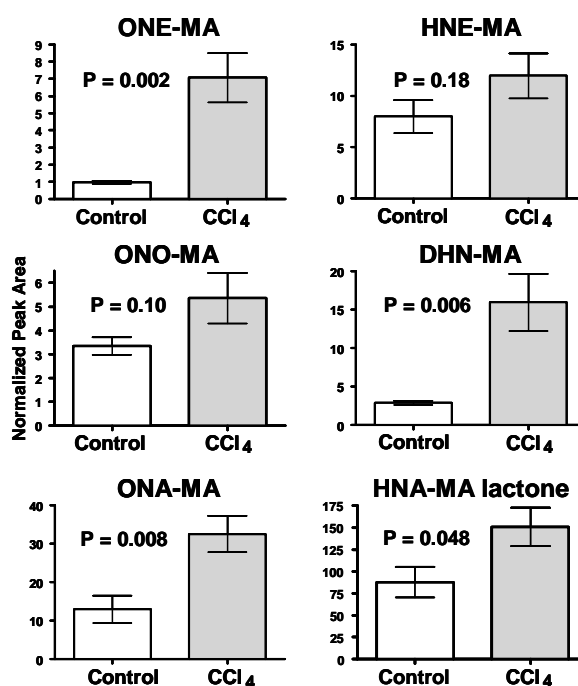 ONE-MA
9
8
7
6
5
4
3
2
1
0
P = 0.002
Control CCl4
HNE-MA
15
10
5
0
P = 0.18
Control CCl4
Normalized Peak Area
ONO-MA
6
5
4
3
2
1
0
P = 0.10
Control CCl4
DHN-MA
20
15
10
5
0
P = 0.006
Control CCl4
ONA-MA
40
30
20
10
0
P = 0.008
Control CCl4
HNA-MA lactone
175
150
125
100
75
50
25
0
P = 0.048
Control CCl4